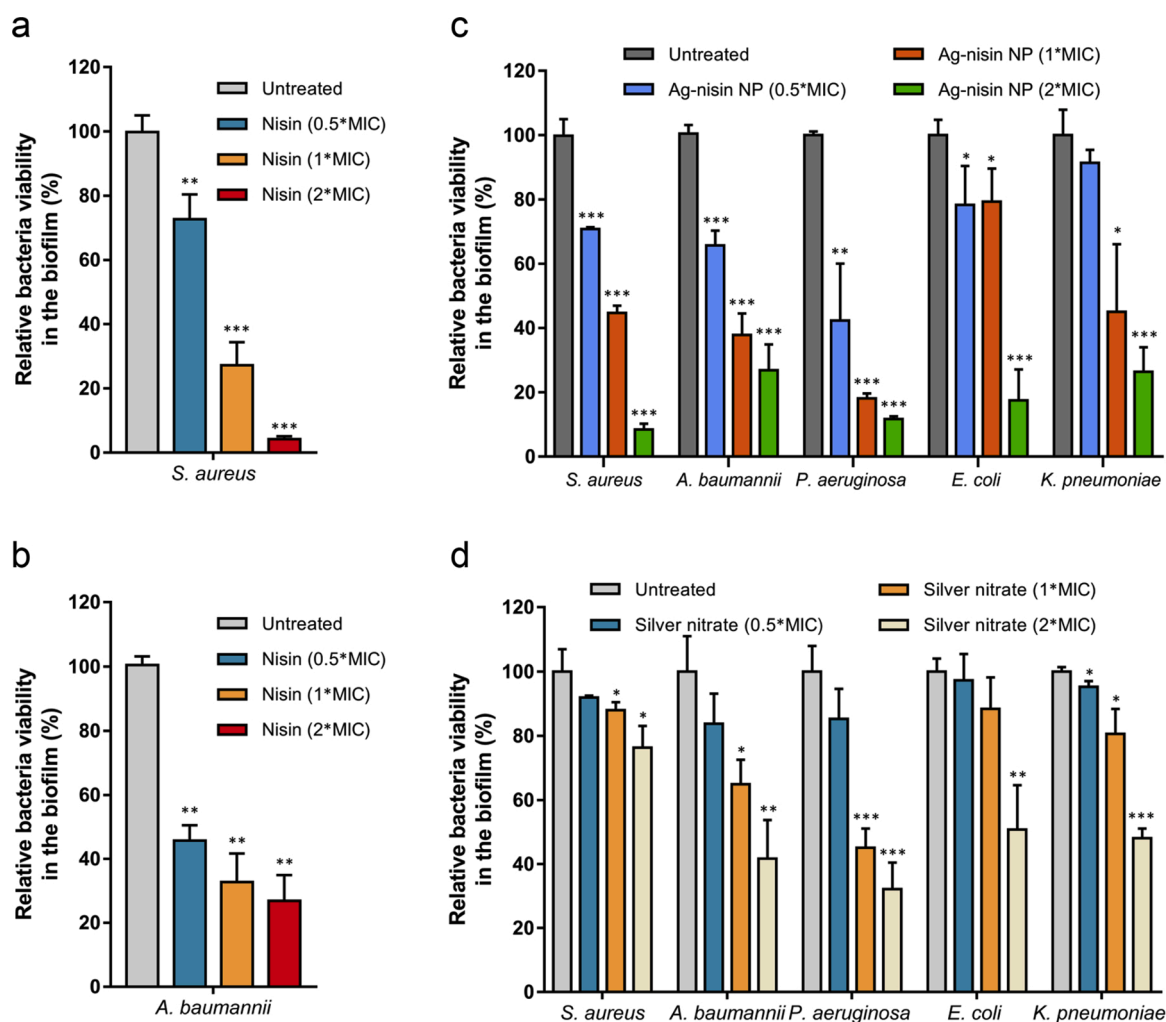 a
Relative bacteria viability
in the biofilm (%)
120
100
80
60
40
20
0
Untreated
Nisin (0.5*MIC)
Nisin (1*MIC)
Nisin (2*MIC)
**
***
***
S. aureus
c
Untreated
Ag-nisin NP (0.5*MIC)
Ag-nisin NP (1*MIC)
Ag-nisin NP (2*MIC)
Relative bacteria viability
in the biofilm (%)
120
100
80
60
40
20
0
***
***
***
***
***
***
**
***
***
*
*
***
*
***
S. aureus
A. baumannii
P. aeruginosa
E. coli
K. pneumoniae
b
Relative bacteria viability
in the biofilm (%)
120
100
80
60
40
20
0
Untreated
Nisin (0.5*MIC)
Nisin (1*MIC)
Nisin (2*MIC)
**
**
**
A. baumannii
d
Untreated
Silver nitrate (0.5*MIC)
Silver nitrate (1*MIC)
Silver nitrate (2*MIC)
Relative bacteria viability
in the biofilm (%)
120
100
80
60
40
20
0
*
*
*
**
***
***
**
*
*
***
S. aureus
A. baumannii
P. aeruginosa
E. coli
K. pneumoniae